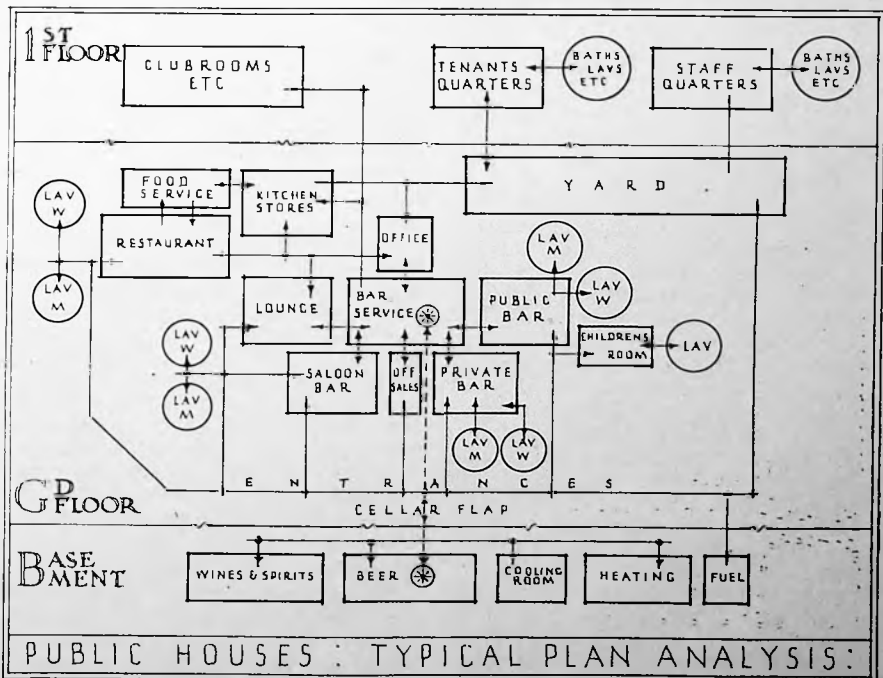 1ST FLOOR
CLUBROOMS
ETC
TENANTS
QUARTERS
BATHS
LAVS
ETC
STAFF
QUARTERS
BATHS
LAVS
ETC
FOOD
SERVICE
KITCHEN
STORES
YARD
LAV
W
RESTAURANT
OFFICE
LAV
M
LAV
M
LOUNGE
BAR
SERVICE
PUBLIC
BAR
LAV
W
LAV
W
CHILDRENS
ROOM
LAV
SALOON
BAR
OFF
SALES
PRIVATE
BAR
LAV
M
LAV
M
LAV
W
ENTRANCES
GD FLOOR
CELLAR FLAP
BASEMENT
WINES & SPIRITS
BEER
COOLING
ROOM
HEATING
FUEL
PUBLIC HOUSES: TYPICAL PLAN ANALYSIS: